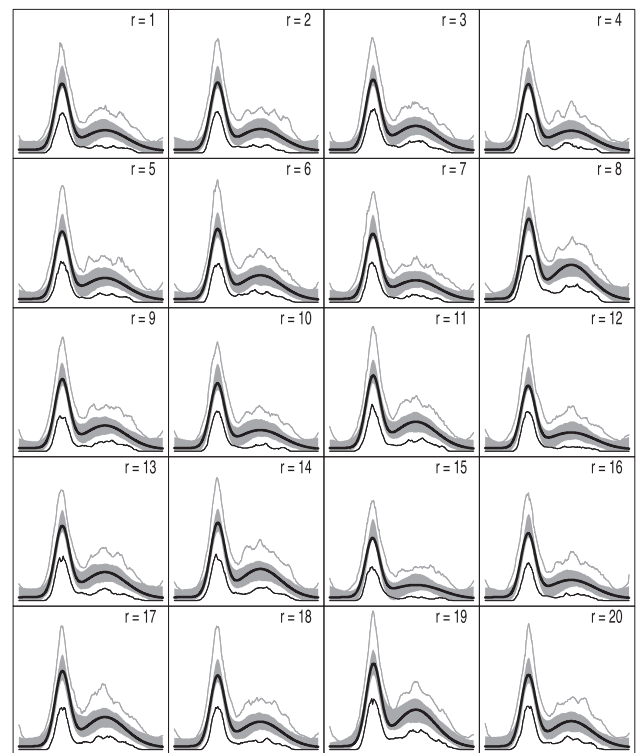 r = 1
r = 2
r = 3
r = 4
r = 5
r = 6
r = 7
r = 8
r = 9
r = 10
r = 11
r = 12
r = 13
r = 14
r = 15
r = 16
r = 17
r = 18
r = 19
r = 20